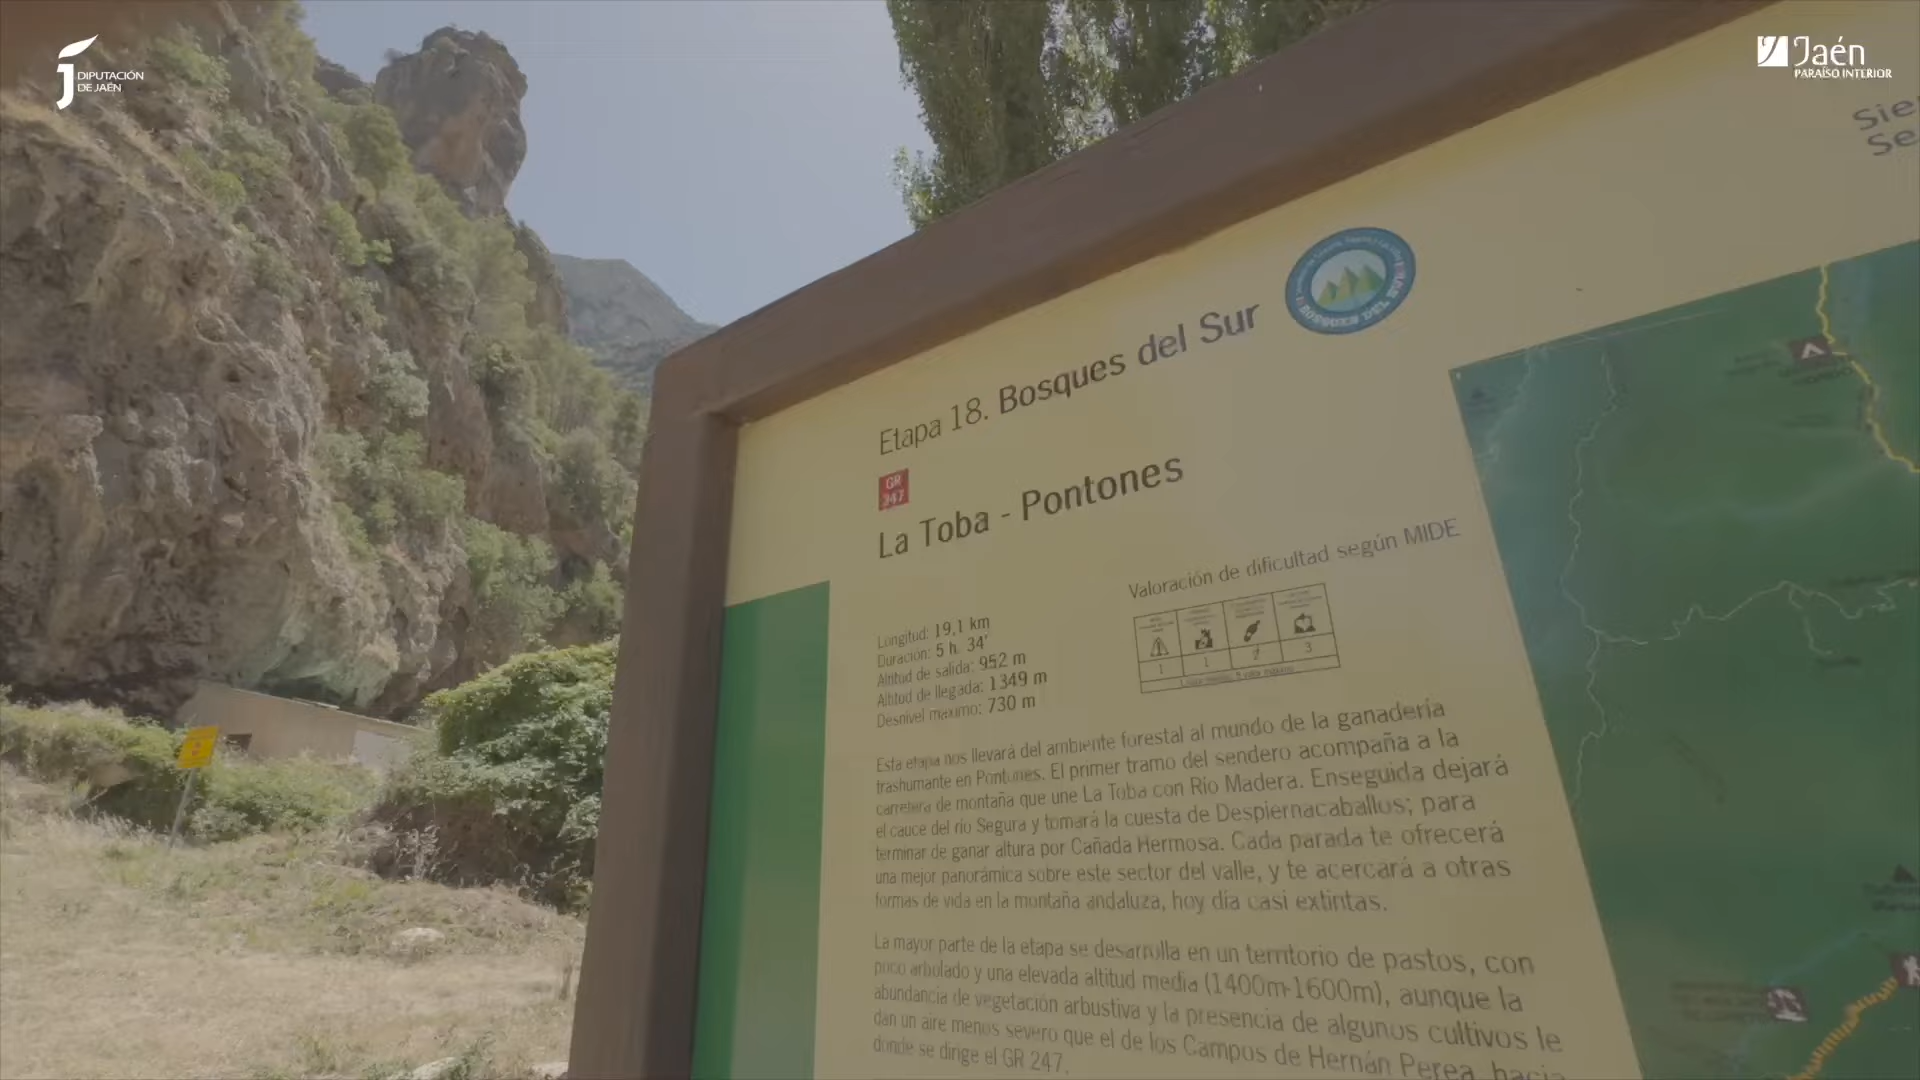 DIPUTACIÓN
DE JAÉN
Jaén
PARAÍSO INTERIOR
Etapa 18. Bosques del Sur
GR
247
La Toba - Pontones
Longitud: 19,1 km
Duración: 5 h. 34'
Altitud de salida: 952 m
Altitud de llegada: 1349 m
Desnivel máximo: 730 m
Valoración de dificultad según MIDE
1 1 2 3
Esta etapa nos llevará del ambiente forestal al mundo de la ganadería
trashumante en Pontones. El primer tramo del sendero acompaña a la
carretera de montaña que une La Toba con Río Madera. Enseguida dejará
el cauce del río Segura y tomará la cuesta de Despiernacaballos; para
terminar de ganar altura por Cañada Hermosa. Cada parada te ofrecerá
una mejor panorámica sobre este sector del valle, y te acercará a otras
formas de vida en la montaña andaluza, hoy día casi extintas.
La mayor parte de la etapa se desarrolla en un territorio de pastos, con
poco arbolado y una elevada altitud media (1400m-1600m), aunque la
abundancia de vegetación arbustiva y la presencia de algunos cultivos le
dan un aire menos severo que el de los Campos de Hernán Perea, hacia
donde se dirige el GR 247.